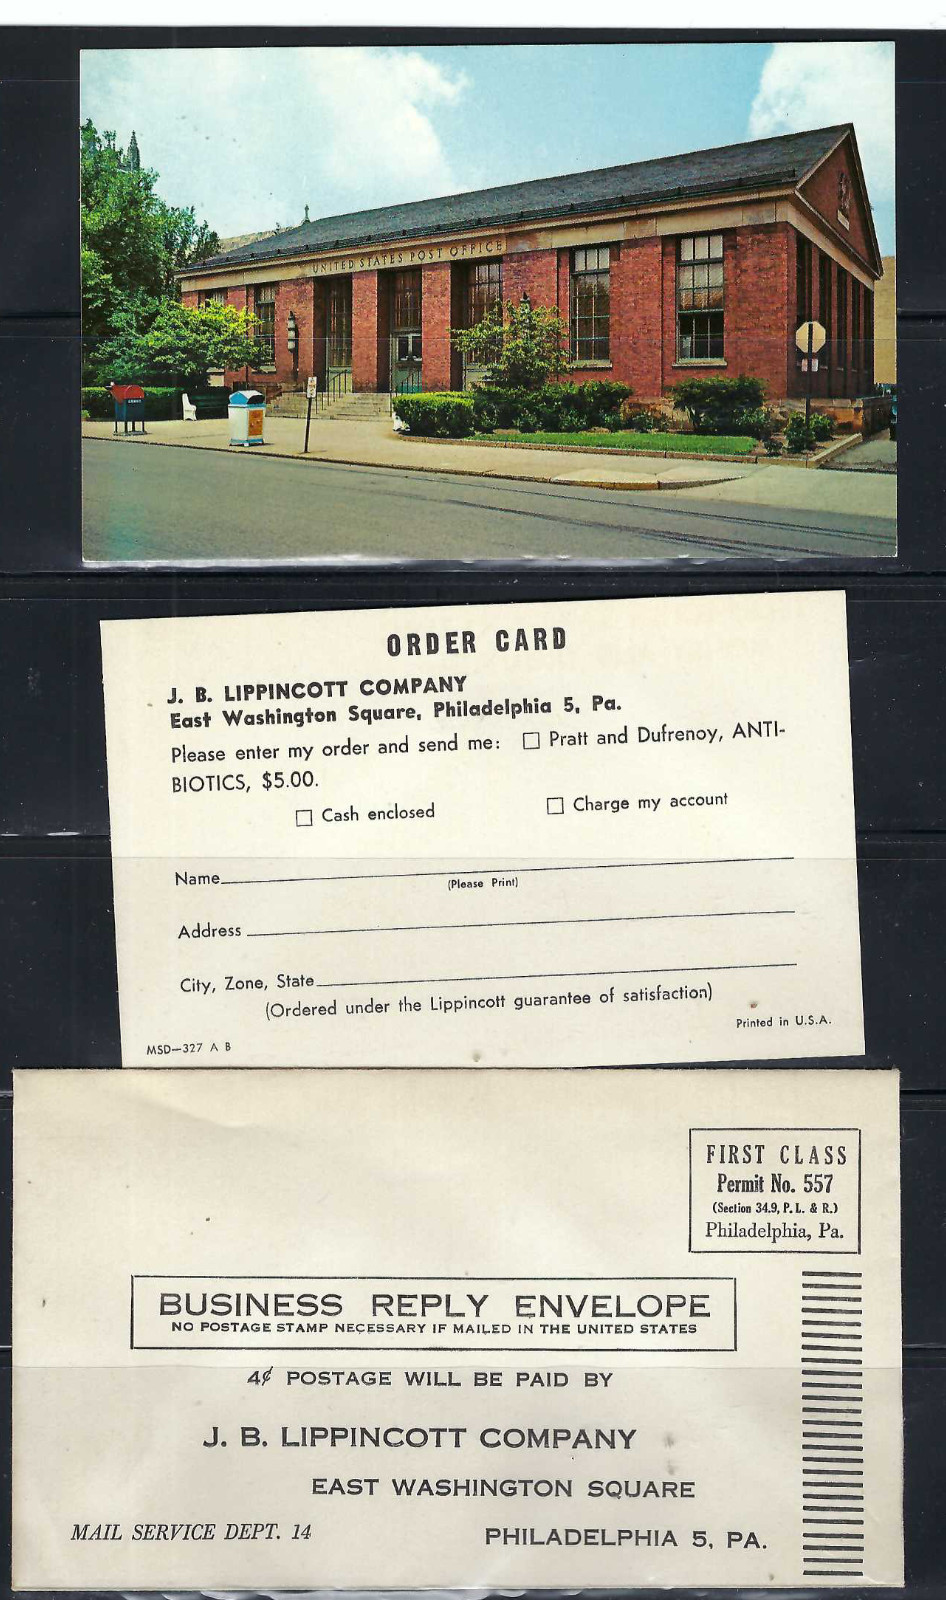 UNITED STATES POST OFFICE
ORDER CARD
J. B. LIPPINCOTT COMPANY
East Washington Square, Philadelphia 5, Pa.
Please enter my order and send me: □ Pratt and Dufrenoy, ANTI-
BIOTICS, $5.00.
□ Cash enclosed □ Charge my account
Name
(Please Print)
Address
City, Zone, State
(Ordered under the Lippincott guarantee of satisfaction)
Printed in U.S.A.
MSD—327 A B
FIRST CLASS
Permit No. 557
(Section 34.9, P. L. & R.)
Philadelphia, Pa.
BUSINESS REPLY ENVELOPE
NO POSTAGE STAMP NECESSARY IF MAILED IN THE UNITED STATES
4¢ POSTAGE WILL BE PAID BY
J. B. LIPPINCOTT COMPANY
EAST WASHINGTON SQUARE
MAIL SERVICE DEPT. 14
PHILADELPHIA 5, PA.